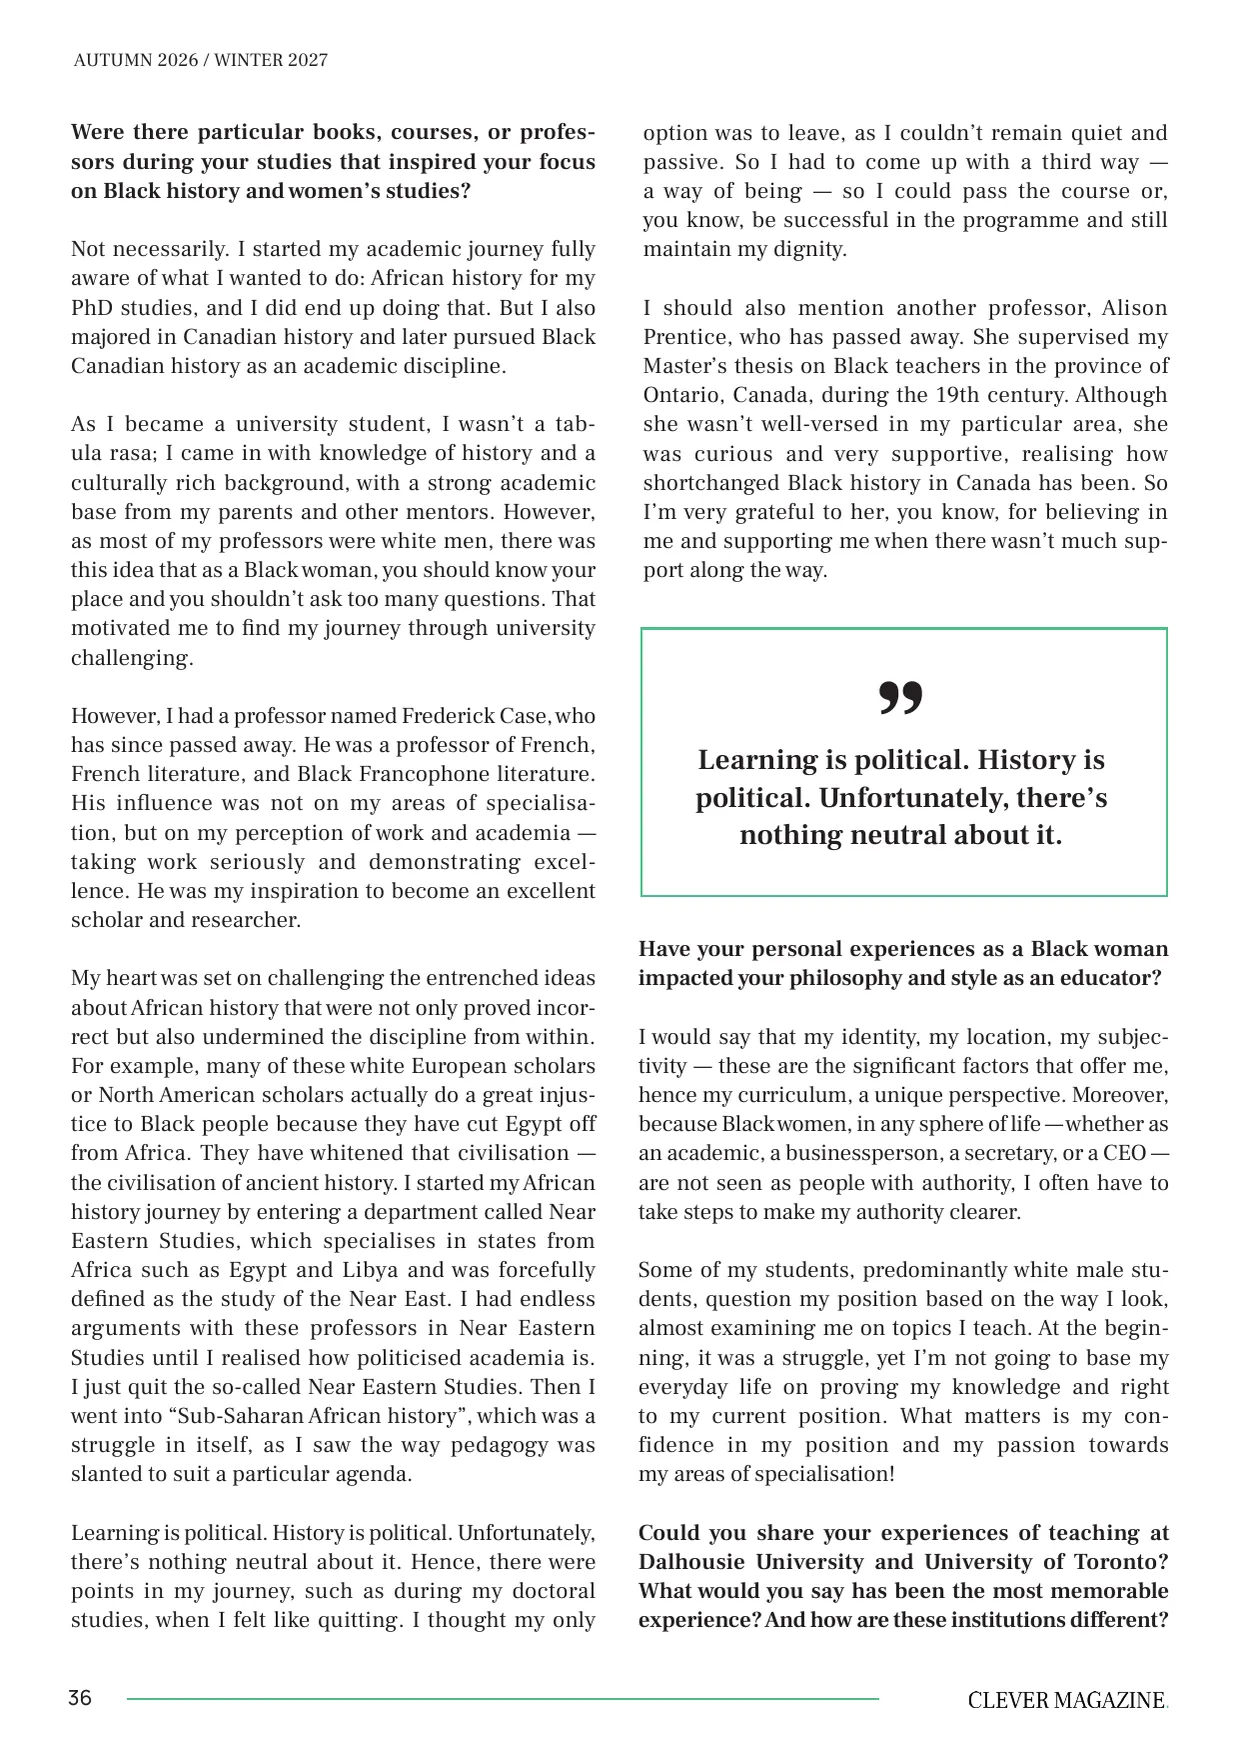 AUTUMN 2026 / WINTER 2027
Were there particular books, courses, or profes-
sors during your studies that inspired your focus
on Black history and women’s studies?
Not necessarily. I started my academic journey fully
aware of what I wanted to do: African history for my
PhD studies, and I did end up doing that. But I also
majored in Canadian history and later pursued Black
Canadian history as an academic discipline.
As I became a university student, I wasn’t a tab-
ula rasa; I came in with knowledge of history and a
culturally rich background, with a strong academic
base from my parents and other mentors. However,
as most of my professors were white men, there was
this idea that as a Black woman, you should know your
place and you shouldn’t ask too many questions. That
motivated me to find my journey through university
challenging.
However, I had a professor named Frederick Case, who
has since passed away. He was a professor of French,
French literature, and Black Francophone literature.
His influence was not on my areas of specialisa-
tion, but on my perception of work and academia —
taking work seriously and demonstrating excel-
lence. He was my inspiration to become an excellent
scholar and researcher.
My heart was set on challenging the entrenched ideas
about African history that were not only proved incor-
rect but also undermined the discipline from within.
For example, many of these white European scholars
or North American scholars actually do a great injus-
tice to Black people because they have cut Egypt off
from Africa. They have whitened that civilisation —
the civilisation of ancient history. I started my African
history journey by entering a department called Near
Eastern Studies, which specialises in states from
Africa such as Egypt and Libya and was forcefully
defined as the study of the Near East. I had endless
arguments with these professors in Near Eastern
Studies until I realised how politicised academia is.
I just quit the so-called Near Eastern Studies. Then I
went into “Sub-Saharan African history”, which was a
struggle in itself, as I saw the way pedagogy was
slanted to suit a particular agenda.
Learning is political. History is political. Unfortunately,
there’s nothing neutral about it. Hence, there were
points in my journey, such as during my doctoral
studies, when I felt like quitting. I thought my only
option was to leave, as I couldn’t remain quiet and
passive. So I had to come up with a third way —
a way of being — so I could pass the course or,
you know, be successful in the programme and still
maintain my dignity.
I should also mention another professor, Alison
Prentice, who has passed away. She supervised my
Master’s thesis on Black teachers in the province of
Ontario, Canada, during the 19th century. Although
she wasn’t well-versed in my particular area, she
was curious and very supportive, realising how
shortchanged Black history in Canada has been. So
I’m very grateful to her, you know, for believing in
me and supporting me when there wasn’t much sup-
port along the way.
”
Learning is political. History is
political. Unfortunately, there’s
nothing neutral about it.
Have your personal experiences as a Black woman
impacted your philosophy and style as an educator?
I would say that my identity, my location, my subjec-
tivity — these are the significant factors that offer me,
hence my curriculum, a unique perspective. Moreover,
because Black women, in any sphere of life — whether as
an academic, a businessperson, a secretary, or a CEO —
are not seen as people with authority, I often have to
take steps to make my authority clearer.
Some of my students, predominantly white male stu-
dents, question my position based on the way I look,
almost examining me on topics I teach. At the begin-
ning, it was a struggle, yet I’m not going to base my
everyday life on proving my knowledge and right
to my current position. What matters is my con-
fidence in my position and my passion towards
my areas of specialisation!
Could you share your experiences of teaching at
Dalhousie University and University of Toronto?
What would you say has been the most memorable
experience? And how are these institutions different?
36
CLEVER MAGAZINE.